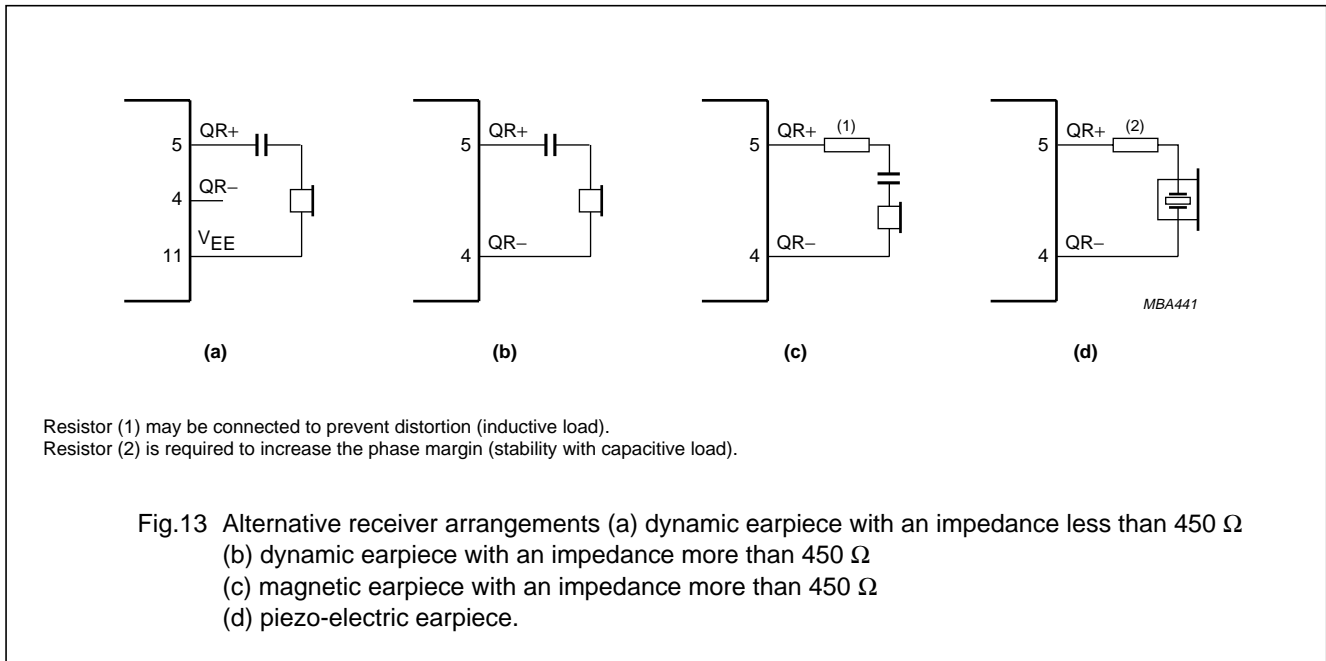 5 QR+
4 QR−
11 VEE
(a)
5 QR+
4 QR−
(b)
5 QR+ (1)
4 QR−
(c)
5 QR+ (2)
4 QR−
MBA441
(d)
Resistor (1) may be connected to prevent distortion (inductive load).
Resistor (2) is required to increase the phase margin (stability with capacitive load).
Fig.13 Alternative receiver arrangements (a) dynamic earpiece with an impedance less than 450 Ω
(b) dynamic earpiece with an impedance more than 450 Ω
(c) magnetic earpiece with an impedance more than 450 Ω
(d) piezo-electric earpiece.